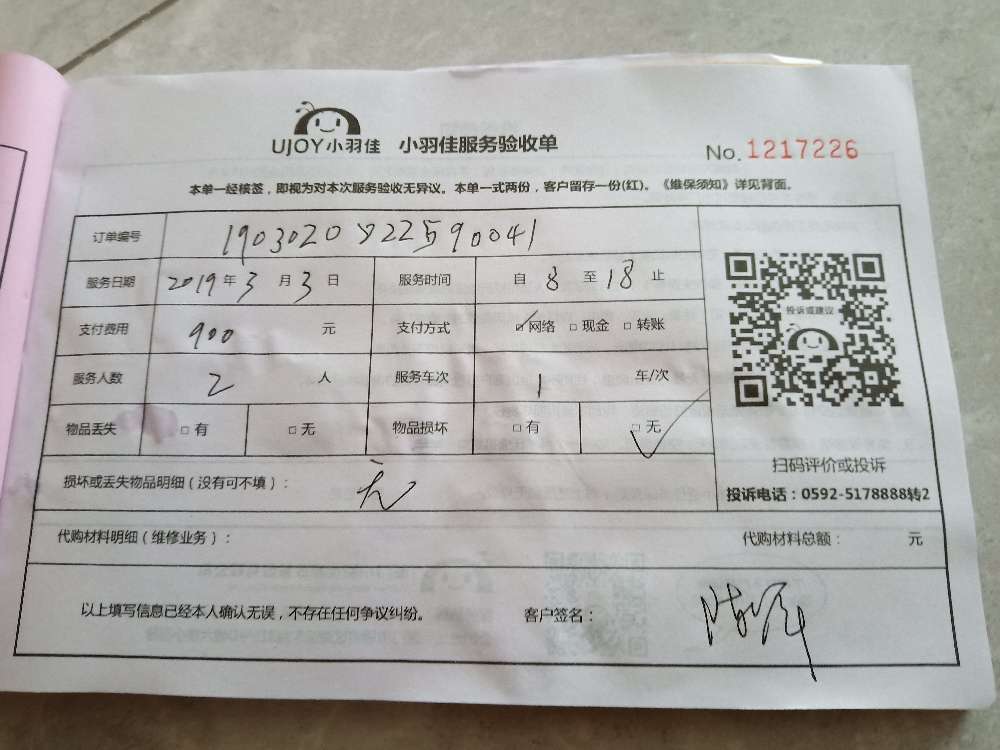 UJOY小羽佳 小羽佳服务验收单 No.1217226
本单一经核签，即视为对本次服务验收无异议。本单一式两份，客户留存一份(红)。《维保须知》详见背面。
订单编号 190302082259041
服务日期 2019年3月3日 服务时间 自8至18止
支付费用 900 元 支付方式 □网络 □现金 □转账
服务人数 2 人 服务车次 1 车/次
物品丢失 □有 □无 物品损坏 □有 □无
投诉或建议
扫码评价或投诉
损坏或丢失物品明细（没有可不填）： 无
投诉电话：0592-5178888转2
代购材料明细（维修业务）： 代购材料总额： 元
以上填写信息已经本人确认无误，不存在任何争议纠纷。 客户签名：